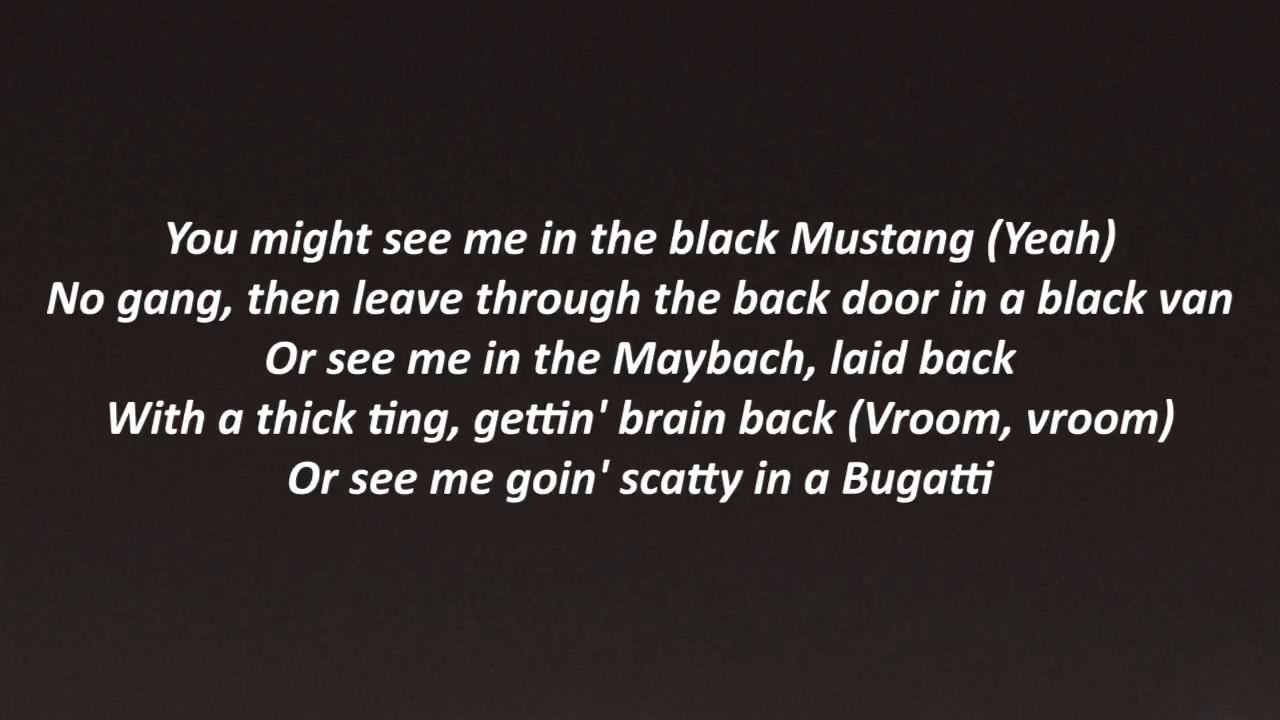 You might see me in the black Mustang (Yeah)
No gang, then leave through the back door in a black van
Or see me in the Maybach, laid back
With a thick ting, gettin' brain back (Vroom, vroom)
Or see me goin' scatty in a Bugatti